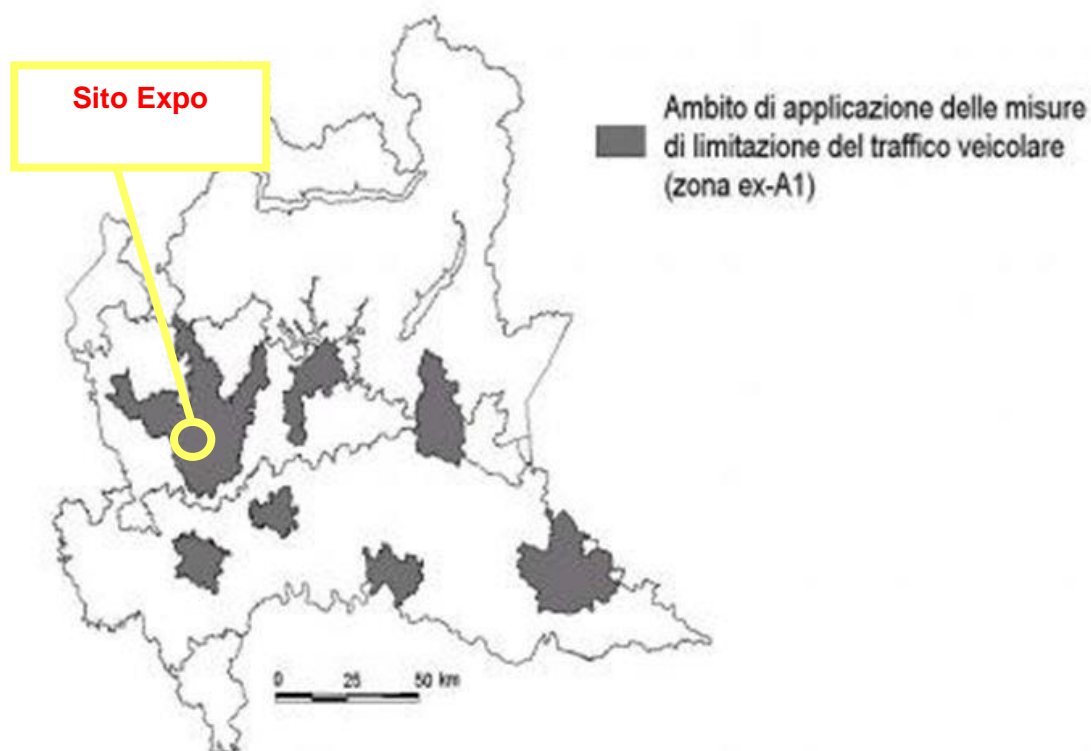 Sito Expo
Ambito di applicazione delle misure
di limitazione del traffico veicolare
(zona ex-A1)
0 25 50 km